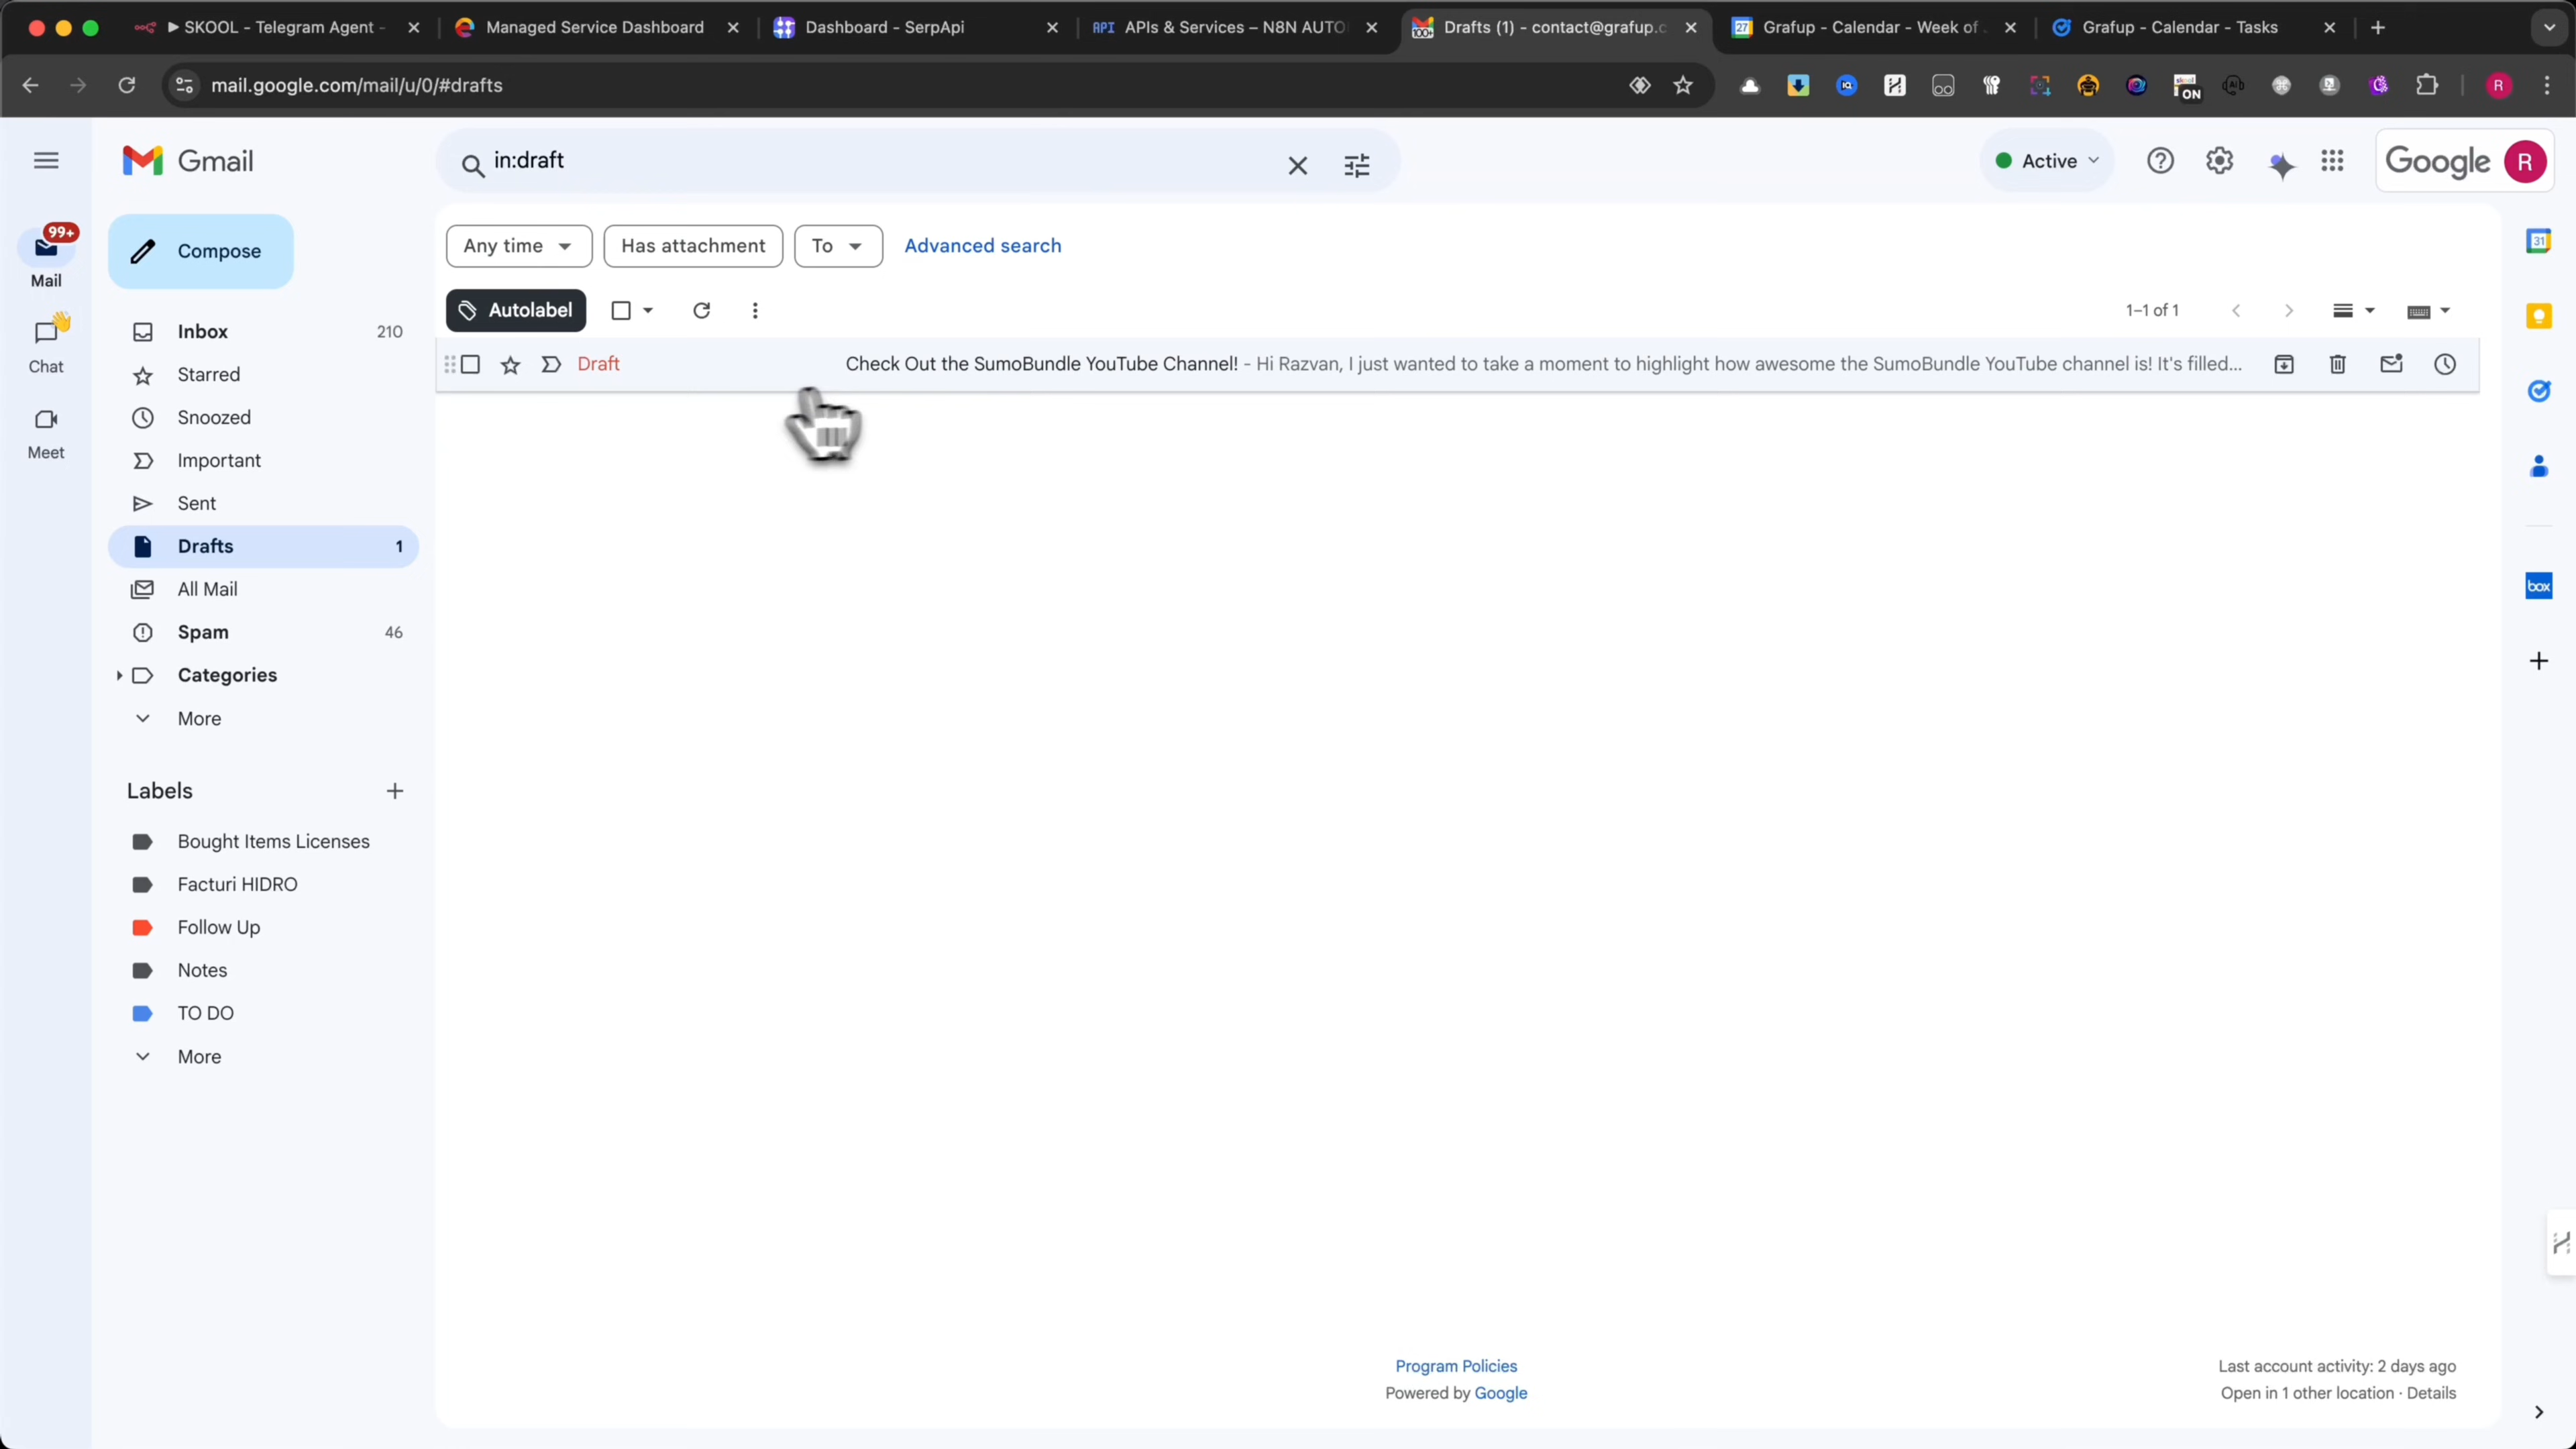 ▶ SKOOL - Telegram Agent -
Managed Service Dashboard
Dashboard - SerpApi
API APIs & Services – N8N AUTO
100+ Drafts (1) - contact@grafup.c
27 Grafup - Calendar - Week of
Grafup - Calendar - Tasks
mail.google.com/mail/u/0/#drafts
ON
R
Gmail
in:draft
Active
Google
R
99+
Mail
Chat
Meet
Compose
Inbox 210
Starred
Snoozed
Important
Sent
Drafts 1
All Mail
Spam 46
Categories
More
Labels
Bought Items Licenses
Facturi HIDRO
Follow Up
Notes
TO DO
More
Any time
Has attachment
To
Advanced search
Autolabel
1–1 of 1
Draft
Check Out the SumoBundle YouTube Channel! - Hi Razvan, I just wanted to take a moment to highlight how awesome the SumoBundle YouTube channel is! It's filled...
31
box
Program Policies
Powered by Google
Last account activity: 2 days ago
Open in 1 other location · Details